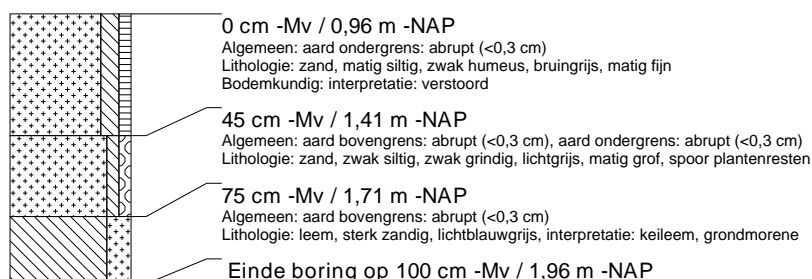 0 cm -Mv / 0,96 m -NAP
Algemeen: aard ondergrens: abrupt (<0,3 cm)
Lithologie: zand, matig siltig, zwak humeus, bruingrijs, matig fijn
Bodemkundig: interpretatie: verstoord
45 cm -Mv / 1,41 m -NAP
Algemeen: aard bovengrens: abrupt (<0,3 cm), aard ondergrens: abrupt (<0,3 cm)
Lithologie: zand, zwak siltig, zwak grindig, lichtgrijs, matig grof, spoor plantenresten
75 cm -Mv / 1,71 m -NAP
Algemeen: aard bovengrens: abrupt (<0,3 cm)
Lithologie: leem, sterk zandig, lichtblauwgrijs, interpretatie: keileem, grondmorene
Einde boring op 100 cm -Mv / 1,96 m -NAP